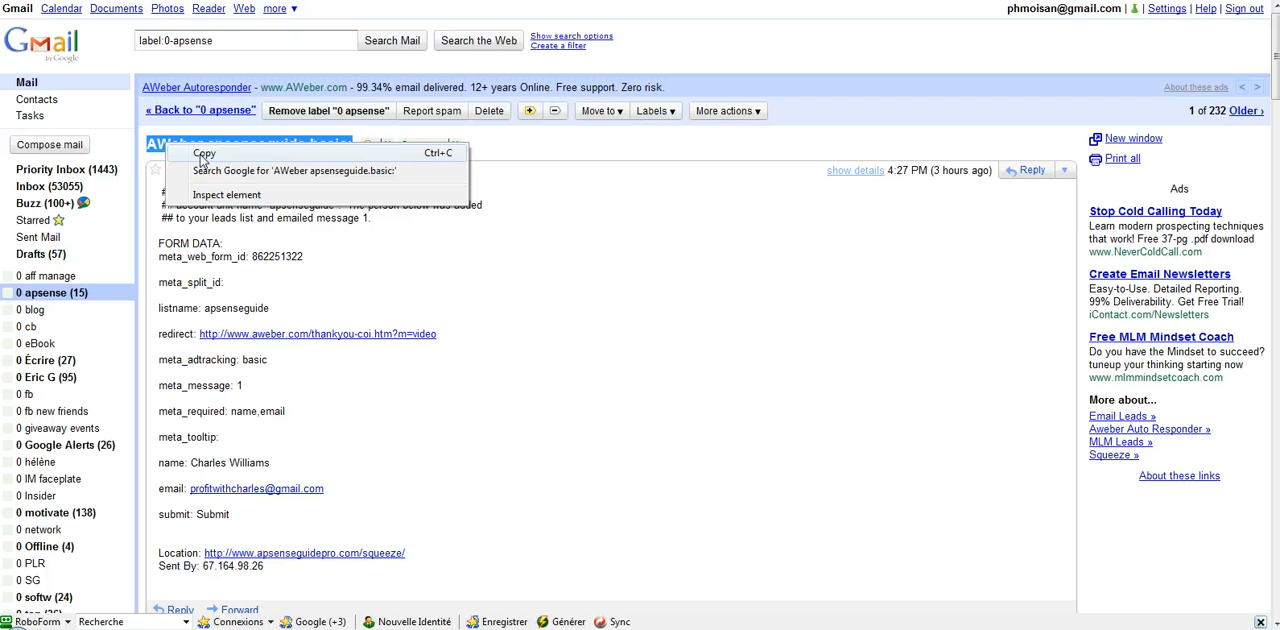 Gmail Calendar Documents Photos Reader Web more ▼
phmoisan@gmail.com | Settings | Help | Sign out
Gmail
by Google
label:0-apsense
Search Mail
Search the Web
Show search options
Create a filter
Mail
Contacts
Tasks
Compose mail
Priority Inbox (1443)
Inbox (53055)
Buzz (100+)
Starred
Sent Mail
Drafts (57)
0 aff manage
0 apsense (15)
0 blog
0 cb
0 eBook
0 Écrire (27)
0 Eric G (95)
0 fb
0 fb new friends
0 giveaway events
0 Google Alerts (26)
0 hélène
0 IM faceplate
0 Insider
0 motivate (138)
0 network
0 Offline (4)
0 PLR
0 SG
0 softw (24)
AWeber Autoresponder - www.AWeber.com - 99.34% email delivered. 12+ years Online. Free support. Zero risk.
About these ads < >
« Back to "0 apsense"
Remove label "0 apsense"
Report spam
Delete
Move to ▼
Labels ▼
More actions ▼
1 of 232 Older ›
Copy Ctrl+C
Search Google for 'AWeber apsenseguide.basic:'
Inspect element
show details 4:27 PM (3 hours ago)
Reply
## to your leads list and emailed message 1.
FORM DATA:
meta_web_form_id: 862251322
meta_split_id:
listname: apsenseguide
redirect: http://www.aweber.com/thankyou-coi.htm?m=video
meta_adtracking: basic
meta_message: 1
meta_required: name,email
meta_tooltip:
name: Charles Williams
email: profitwithcharles@gmail.com
submit: Submit
Location: http://www.apsenseguidepro.com/squeeze/
Sent By: 67.164.98.26
Reply Forward
New window
Print all
Ads
Stop Cold Calling Today
Learn modern prospecting techniques
that work! Free 37-pg .pdf download
www.NeverColdCall.com
Create Email Newsletters
Easy-to-Use. Detailed Reporting.
99% Deliverability. Get Free Trial!
iContact.com/Newsletters
Free MLM Mindset Coach
Do you have the Mindset to succeed?
tuneup your thinking starting now
www.mlmmindsetcoach.com
More about...
Email Leads »
Aweber Auto Responder »
MLM Leads »
Squeeze »
About these links
RoboForm ▼ Recherche ▼ Connexions ▼ Google (+3) Nouvelle Identité Enregistrer Générer Sync